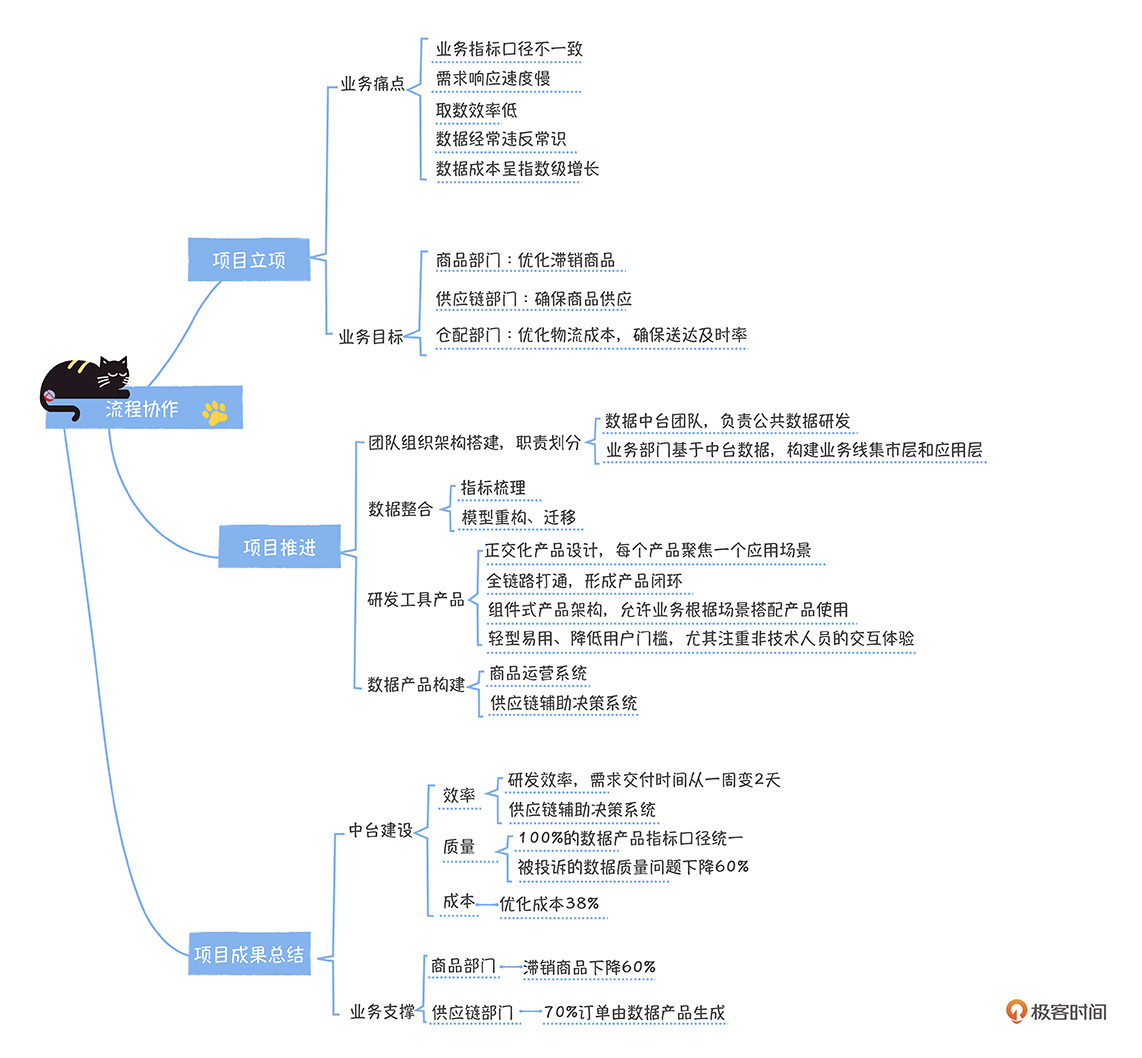 业务指标口径不一致
需求响应速度慢
业务痛点
取数效率低
数据经常违反常识
数据成本呈指数级增长
项目立项
商品部门：优化滞销商品
供应链部门：确保商品供应
业务目标
仓配部门：优化物流成本，确保送达及时率
流程协作
团队组织架构搭建，职责划分
数据中台团队，负责公共数据研发
业务部门基于中台数据，构建业务线集市层和应用层
数据整合
指标梳理
模型重构、迁移
项目推进
研发工具产品
正交化产品设计，每个产品聚焦一个应用场景
全链路打通，形成产品闭环
组件式产品架构，允许业务根据场景搭配产品使用
轻型易用、降低用户门槛，尤其注重非技术人员的交互体验
数据产品构建
商品运营系统
供应链辅助决策系统
中台建设
效率
研发效率，需求交付时间从一周变2天
供应链辅助决策系统
质量
100%的数据产品指标口径统一
被投诉的数据质量问题下降60%
成本
优化成本38%
项目成果总结
业务支撑
商品部门
滞销商品下降60%
供应链部门
70%订单由数据产品生成
极客时间